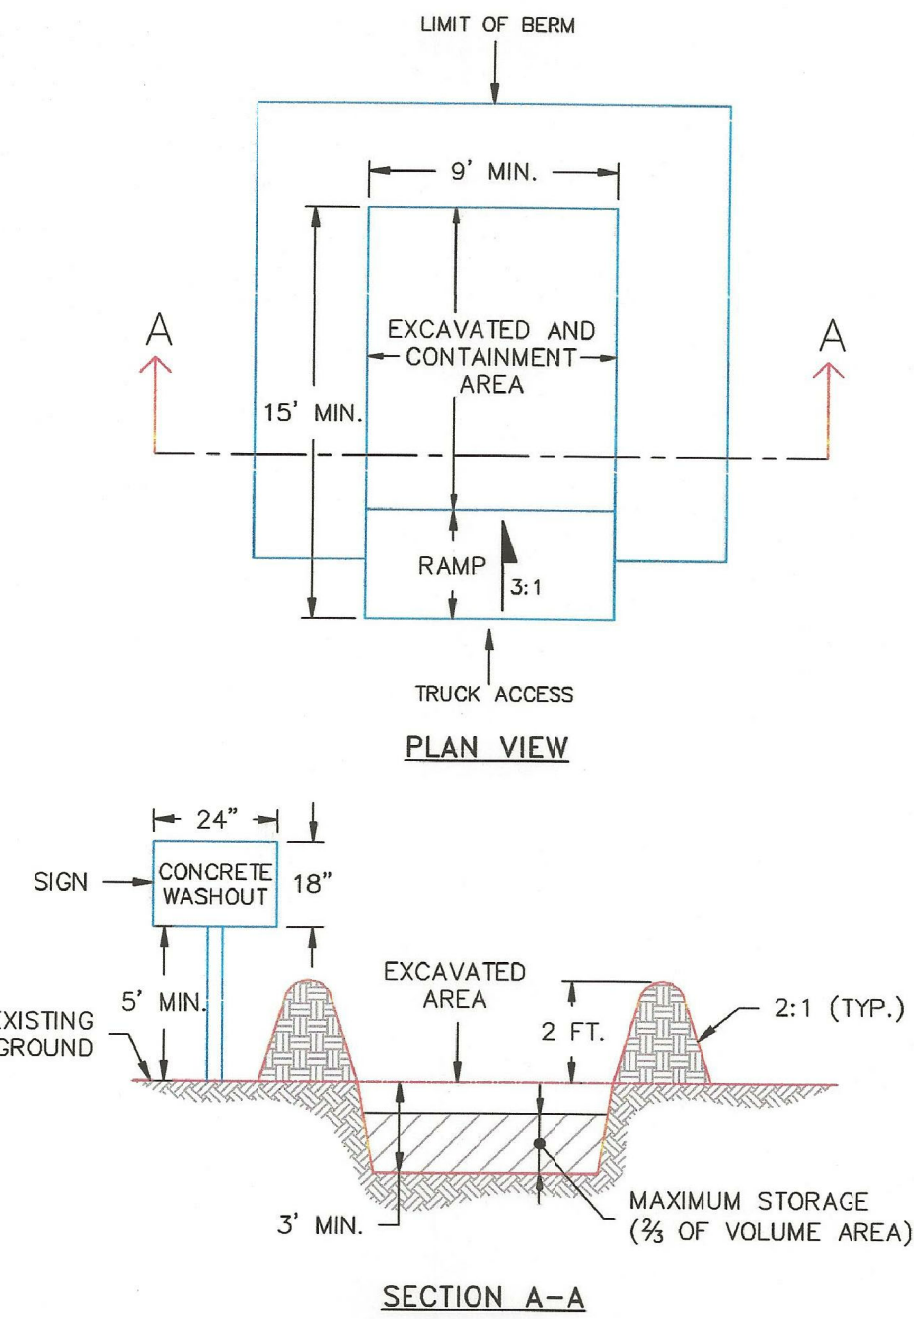 LIMIT OF BERM
9' MIN.
A
A
EXCAVATED AND
CONTAINMENT
AREA
15' MIN.
RAMP
3:1
TRUCK ACCESS
PLAN VIEW
24"
SIGN
CONCRETE
WASHOUT
18"
5' MIN.
EXISTING
GROUND
EXCAVATED
AREA
2 FT.
2:1 (TYP.)
3' MIN.
MAXIMUM STORAGE
(⅔ OF VOLUME AREA)
SECTION A-A